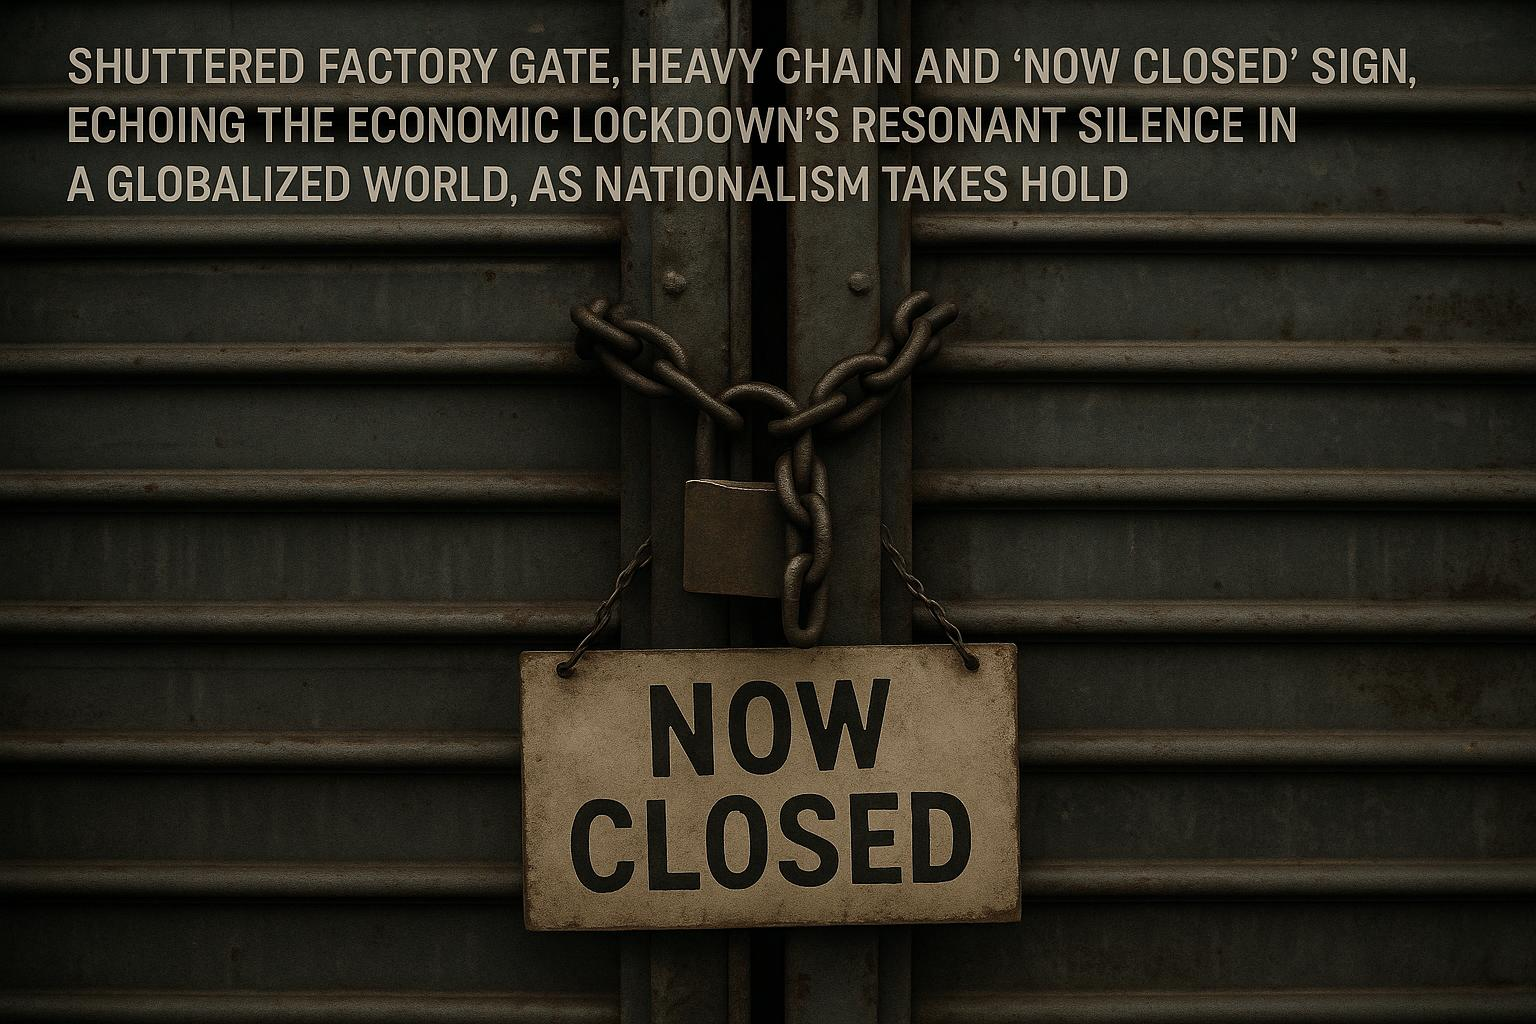 SHUTTERED FACTORY GATE, HEAVY CHAIN AND ‘NOW CLOSED’ SIGN,
ECHOING THE ECONOMIC LOCKDOWN’S RESONANT SILENCE IN
A GLOBALIZED WORLD, AS NATIONALISM TAKES HOLD
NOW
CLOSED